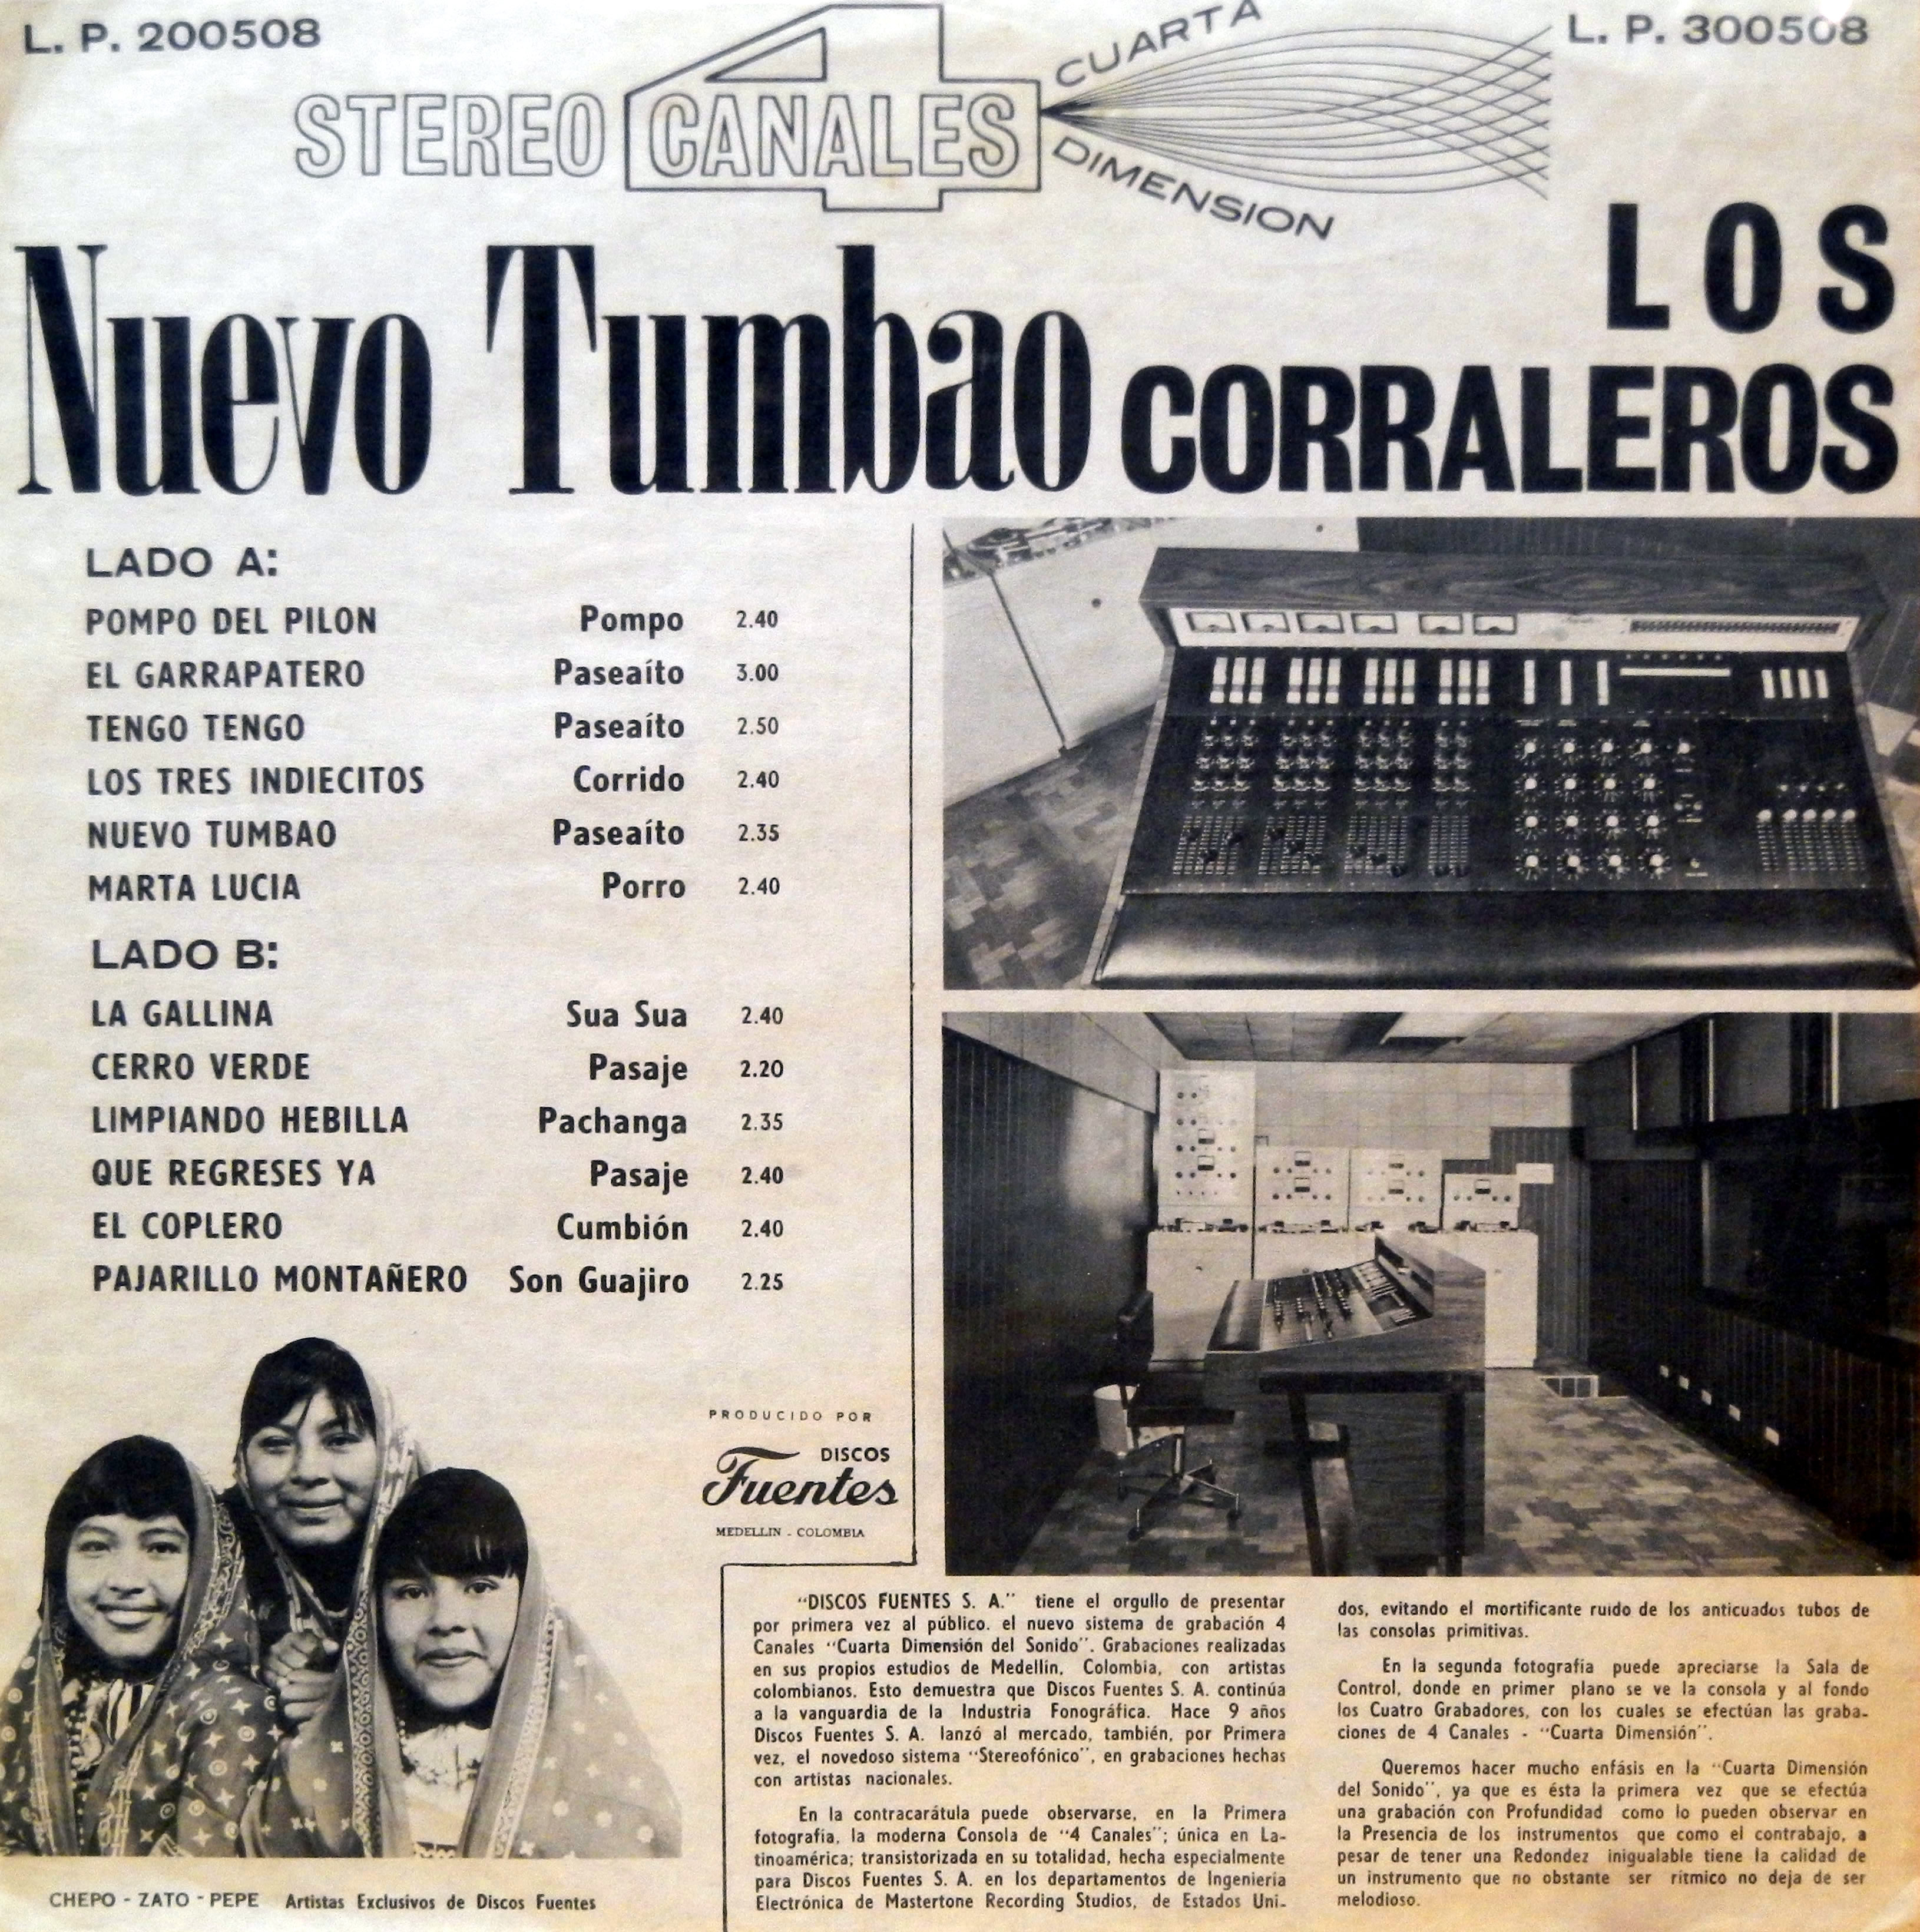 L. P. 200508
STEREO 4 CANALES
CUARTA
DIMENSION
L. P. 300508
Nuevo Tumbao
LOS
CORRALEROS
LADO A:
POMPO DEL PILON Pompo 2.40
EL GARRAPATERO Paseaíto 3.00
TENGO TENGO Paseaíto 2.50
LOS TRES INDIECITOS Corrido 2.40
NUEVO TUMBAO Paseaíto 2.35
MARTA LUCIA Porro 2.40
LADO B:
LA GALLINA Sua Sua 2.40
CERRO VERDE Pasaje 2.20
LIMPIANDO HEBILLA Pachanga 2.35
QUE REGRESES YA Pasaje 2.40
EL COPLERO Cumbión 2.40
PAJARILLO MONTAÑERO Son Guajiro 2.25
PRODUCIDO POR
DISCOS
Fuentes
MEDELLIN - COLOMBIA
CHEPO - ZATO - PEPE Artistas Exclusivos de Discos Fuentes
"DISCOS FUENTES S. A." tiene el orgullo de presentar
por primera vez al público. el nuevo sistema de grabación 4
Canales "Cuarta Dimensión del Sonido". Grabaciones realizadas
en sus propios estudios de Medellín, Colombia, con artistas
colombianos. Esto demuestra que Discos Fuentes S. A. continúa
a la vanguardia de la Industria Fonográfica. Hace 9 años
Discos Fuentes S. A. lanzó al mercado, también, por Primera
vez, el novedoso sistema "Stereofónico", en grabaciones hechas
con artistas nacionales.
En la contracarátula puede observarse, en la Primera
fotografía, la moderna Consola de "4 Canales"; única en La-
tinoamérica; transistorizada en su totalidad, hecha especialmente
para Discos Fuentes S. A. en los departamentos de Ingeniería
Electrónica de Mastertone Recording Studios, de Estados Uni-
dos, evitando el mortificante ruido de los anticuados tubos de
las consolas primitivas.
En la segunda fotografía puede apreciarse la Sala de
Control, donde en primer plano se ve la consola y al fondo
los Cuatro Grabadores, con los cuales se efectúan las graba-
ciones de 4 Canales - "Cuarta Dimensión".
Queremos hacer mucho enfásis en la "Cuarta Dimensión
del Sonido", ya que es ésta la primera vez que se efectúa
una grabación con Profundidad como lo pueden observar en
la Presencia de los instrumentos que como el contrabajo, a
pesar de tener una Redondez inigualable tiene la calidad de
un instrumento que no obstante ser rítmico no deja de ser
melodioso.